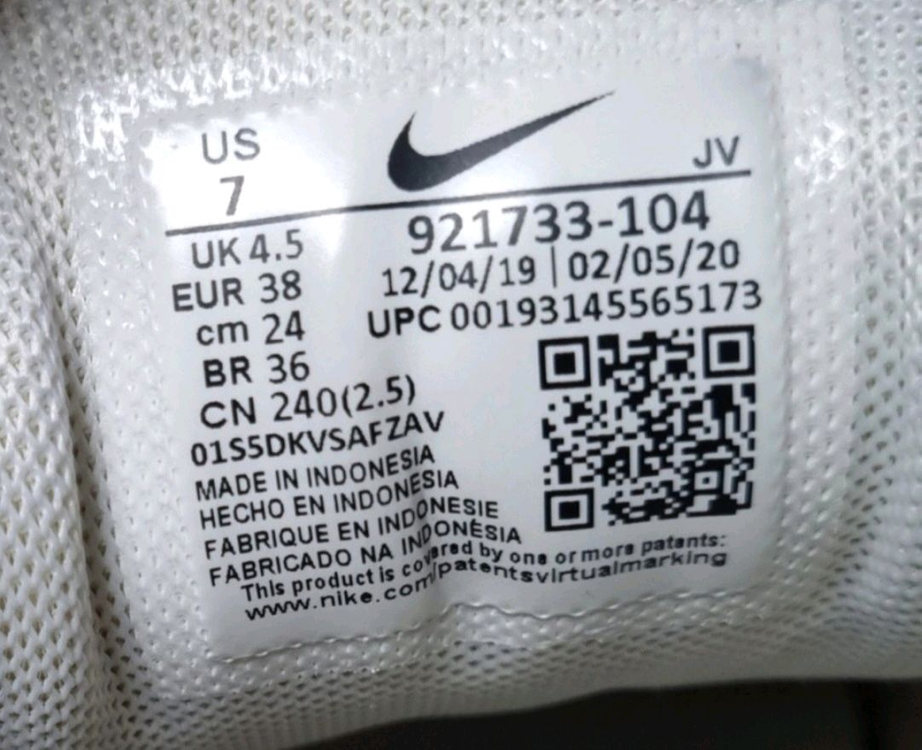 US
7
JV
UK 4.5
EUR 38
cm 24
BR 36
CN 240(2.5)
921733-104
12/04/19 | 02/05/20
UPC 00193145565173
01S5DKVSAFZAV
MADE IN INDONESIA
HECHO EN INDONESIA
FABRIQUE EN INDONESIE
FABRICADO NA INDONÉSIA
This product is covered by one or more patents:
www.nike.com/patentsvirtualmarking